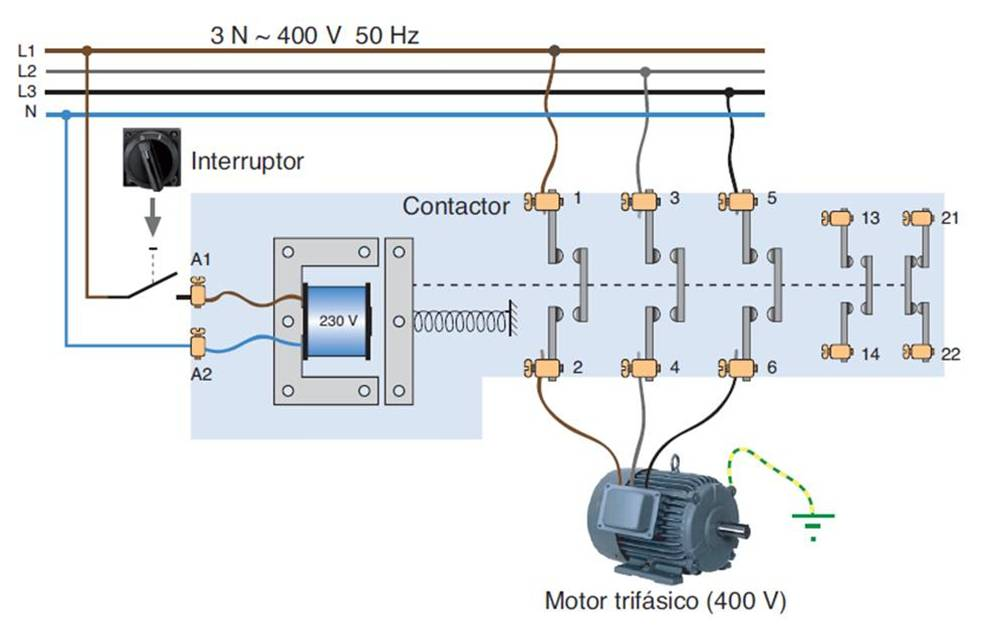 3 N ~ 400 V 50 Hz
L1
L2
L3
N
Interruptor
Contactor
1
3
5
13
21
A1
230 V
A2
2
4
6
14
22
Motor trifásico (400 V)